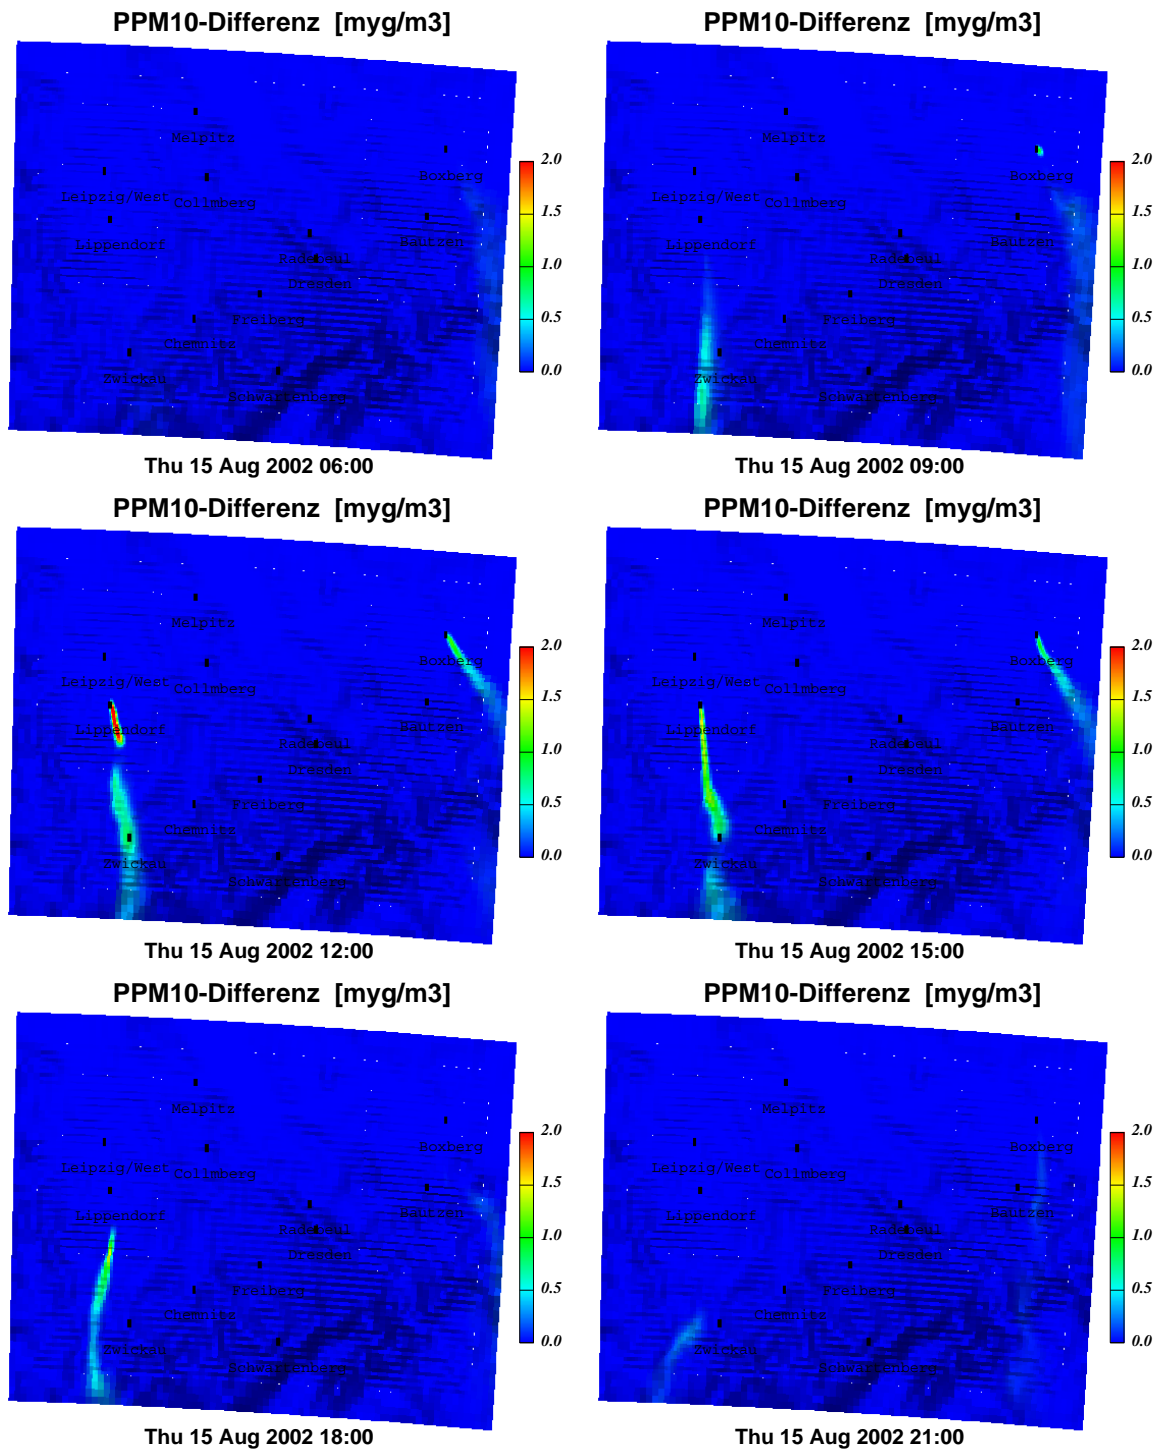 PPM10-Differenz [myg/m3]
Melpitz
Boxberg
Leipzig/West
Collmberg
Bautzen
Lippendorf
Radebeul
Dresden
Freiberg
Chemnitz
Zwickau
Schwartenberg
2.0
1.5
1.0
0.5
0.0
Thu 15 Aug 2002 06:00
PPM10-Differenz [myg/m3]
Melpitz
Boxberg
Leipzig/West
Collmberg
Bautzen
Lippendorf
Radebeul
Dresden
Freiberg
Chemnitz
Zwickau
Schwartenberg
2.0
1.5
1.0
0.5
0.0
Thu 15 Aug 2002 09:00
PPM10-Differenz [myg/m3]
Melpitz
Boxberg
Leipzig/West
Collmberg
Bautzen
Lippendorf
Radebeul
Dresden
Freiberg
Chemnitz
Zwickau
Schwartenberg
2.0
1.5
1.0
0.5
0.0
Thu 15 Aug 2002 12:00
PPM10-Differenz [myg/m3]
Melpitz
Boxberg
Leipzig/West
Collmberg
Bautzen
Lippendorf
Radebeul
Dresden
Freiberg
Chemnitz
Zwickau
Schwartenberg
2.0
1.5
1.0
0.5
0.0
Thu 15 Aug 2002 15:00
PPM10-Differenz [myg/m3]
Melpitz
Boxberg
Leipzig/West
Collmberg
Bautzen
Lippendorf
Radebeul
Dresden
Freiberg
Chemnitz
Zwickau
Schwartenberg
2.0
1.5
1.0
0.5
0.0
Thu 15 Aug 2002 18:00
PPM10-Differenz [myg/m3]
Melpitz
Boxberg
Leipzig/West
Collmberg
Bautzen
Lippendorf
Radebeul
Dresden
Freiberg
Chemnitz
Zwickau
Schwartenberg
2.0
1.5
1.0
0.5
0.0
Thu 15 Aug 2002 21:00